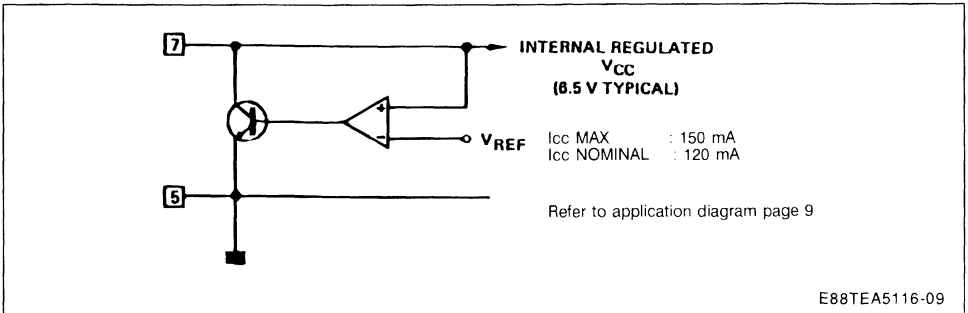 7
INTERNAL REGULATED
VCC
(6.5 V TYPICAL)
+
-
VREF
Icc MAX : 150 mA
Icc NOMINAL : 120 mA
5
Refer to application diagram page 9
E88TEA5116-09